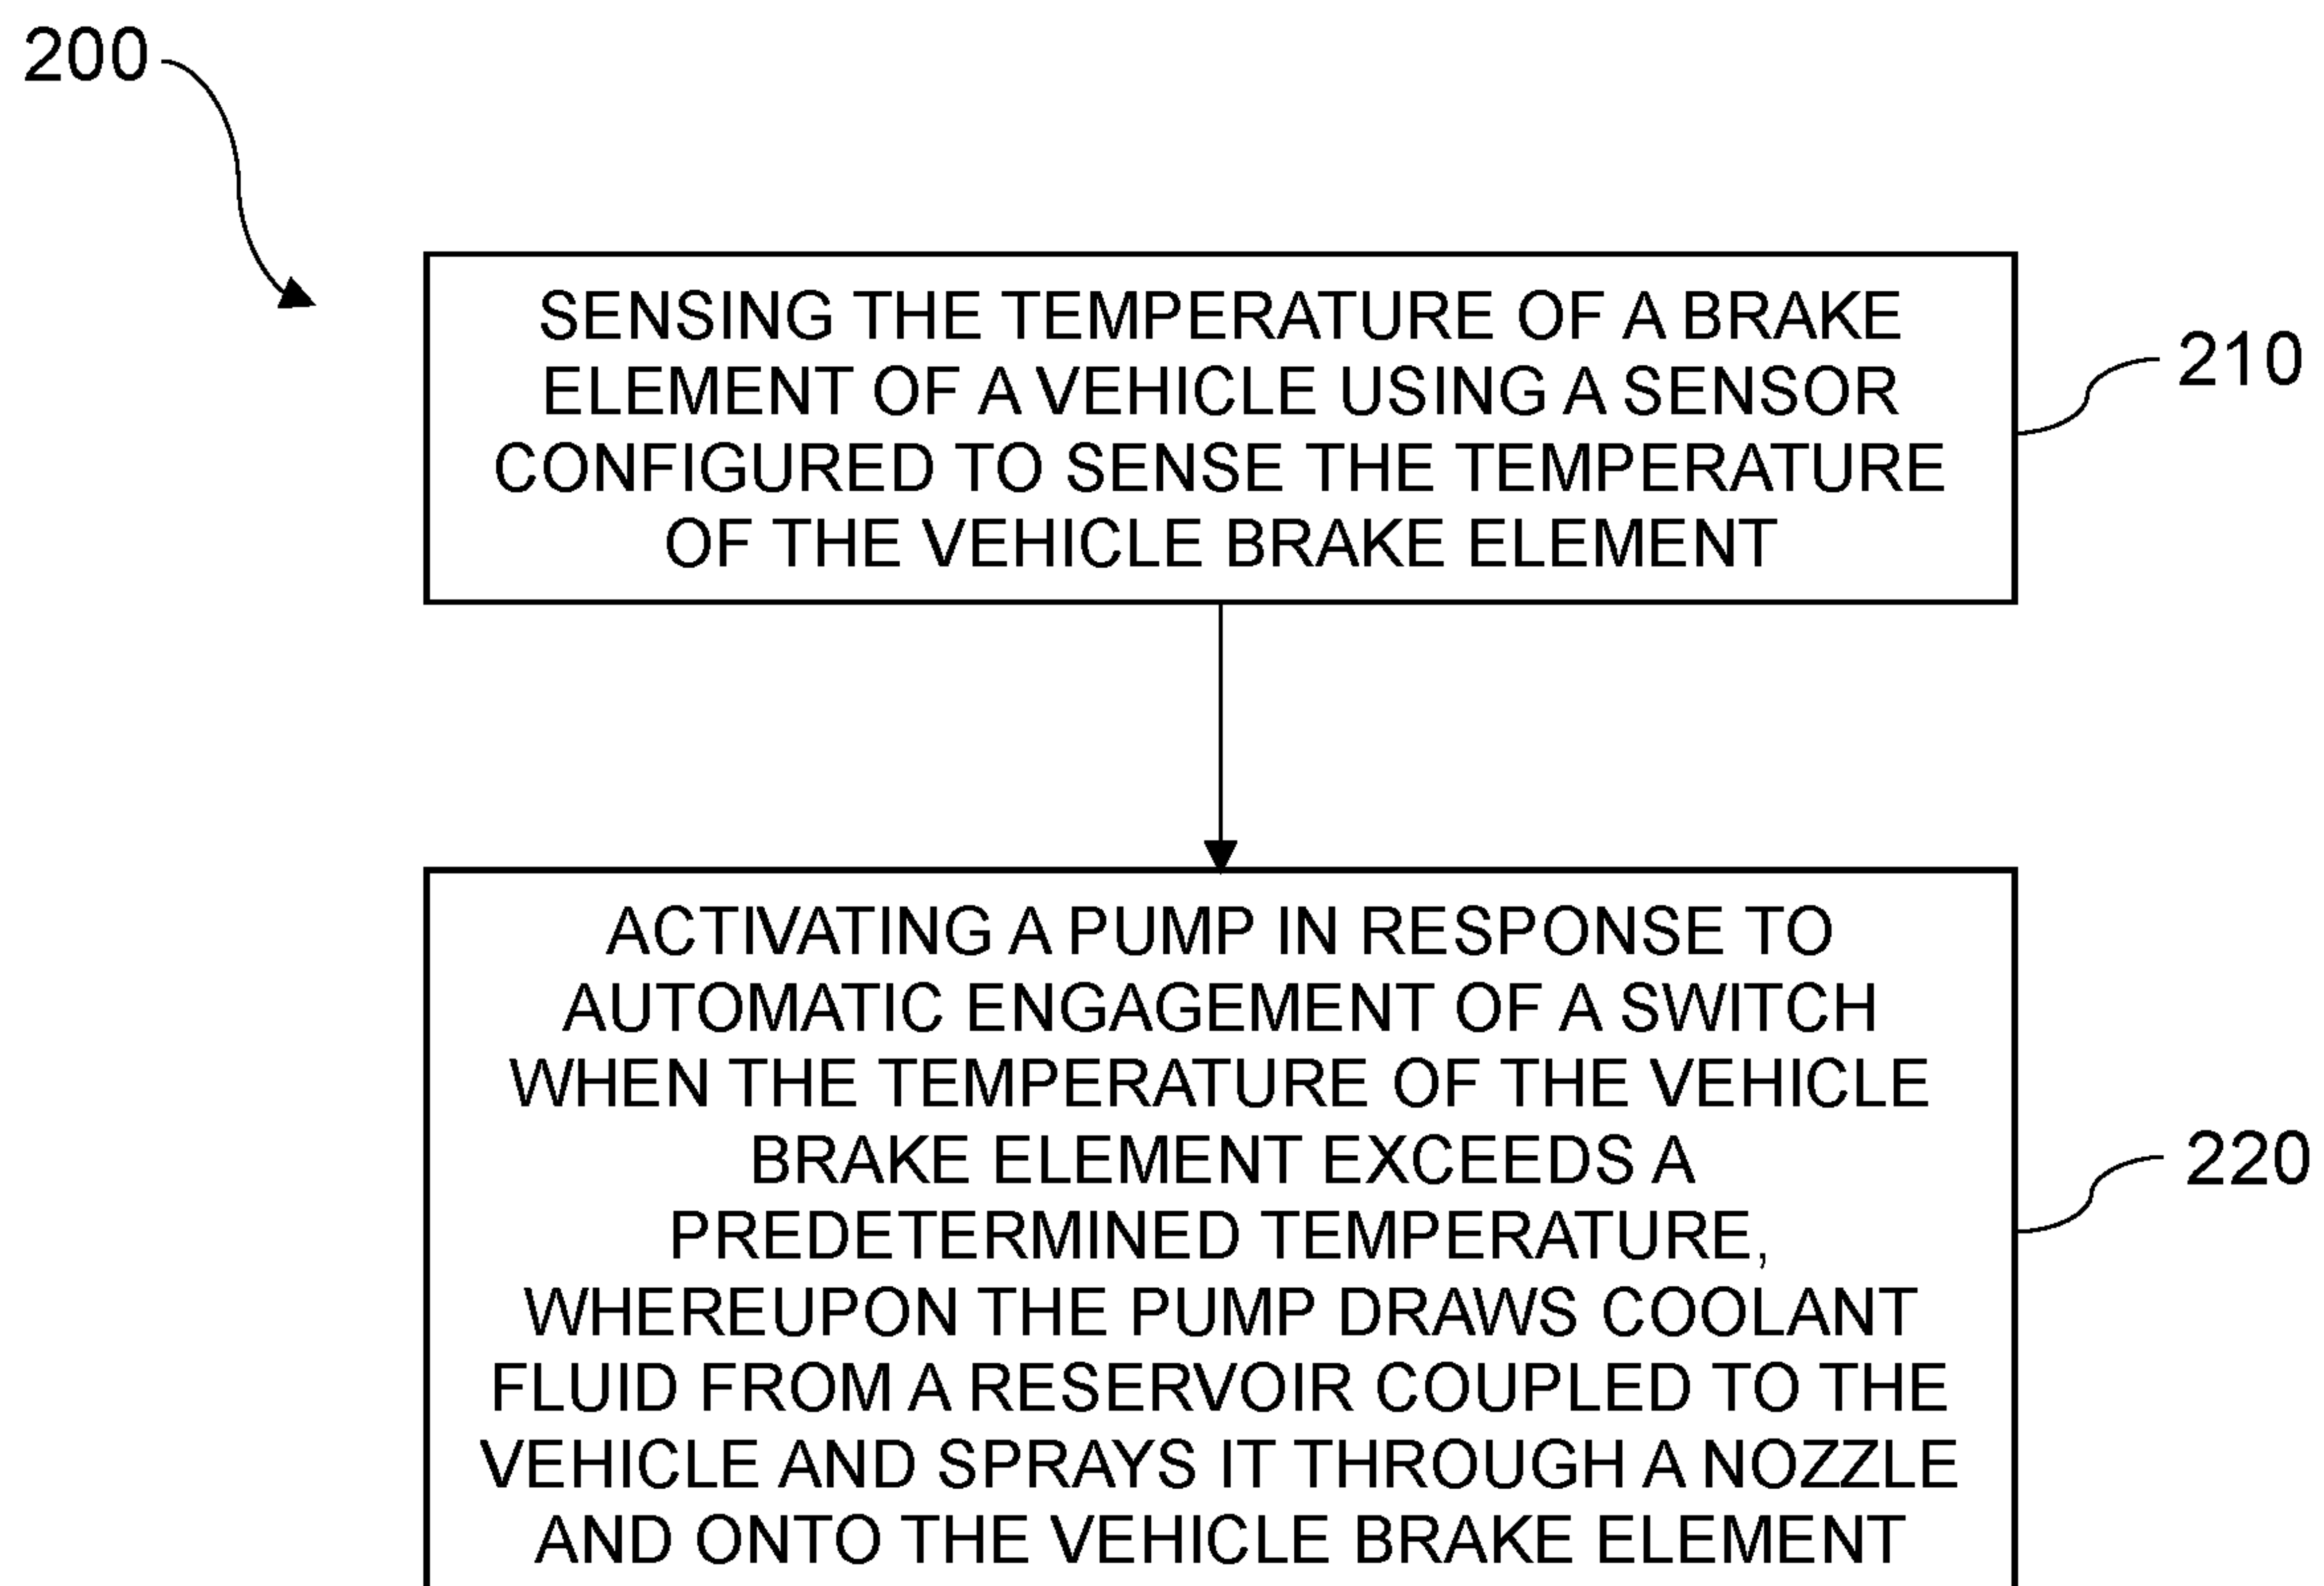 200
SENSING THE TEMPERATURE OF A BRAKE
ELEMENT OF A VEHICLE USING A SENSOR
CONFIGURED TO SENSE THE TEMPERATURE
OF THE VEHICLE BRAKE ELEMENT
210
ACTIVATING A PUMP IN RESPONSE TO
AUTOMATIC ENGAGEMENT OF A SWITCH
WHEN THE TEMPERATURE OF THE VEHICLE
BRAKE ELEMENT EXCEEDS A
PREDETERMINED TEMPERATURE,
WHEREUPON THE PUMP DRAWS COOLANT
FLUID FROM A RESERVOIR COUPLED TO THE
VEHICLE AND SPRAYS IT THROUGH A NOZZLE
AND ONTO THE VEHICLE BRAKE ELEMENT
220